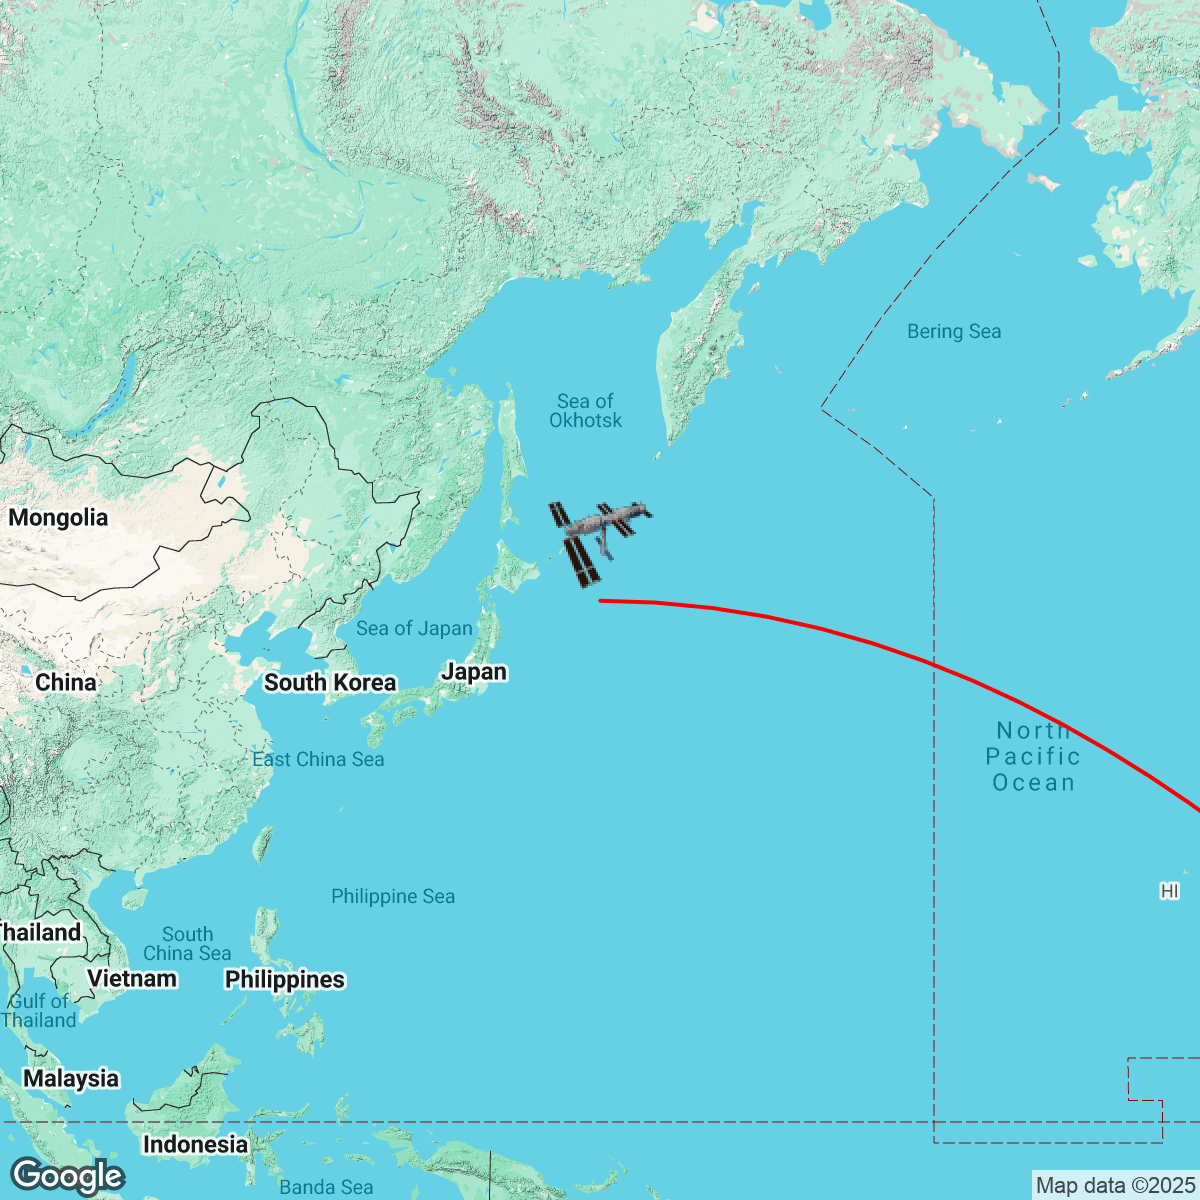 Bering Sea
Sea of
Okhotsk
Mongolia
Sea of Japan
Japan
China
South Korea
North
Pacific
Ocean
East China Sea
HI
Philippine Sea
Thailand
South
China Sea
Vietnam
Philippines
Gulf of
Thailand
Malaysia
Indonesia
Banda Sea
Google
Map data ©2025